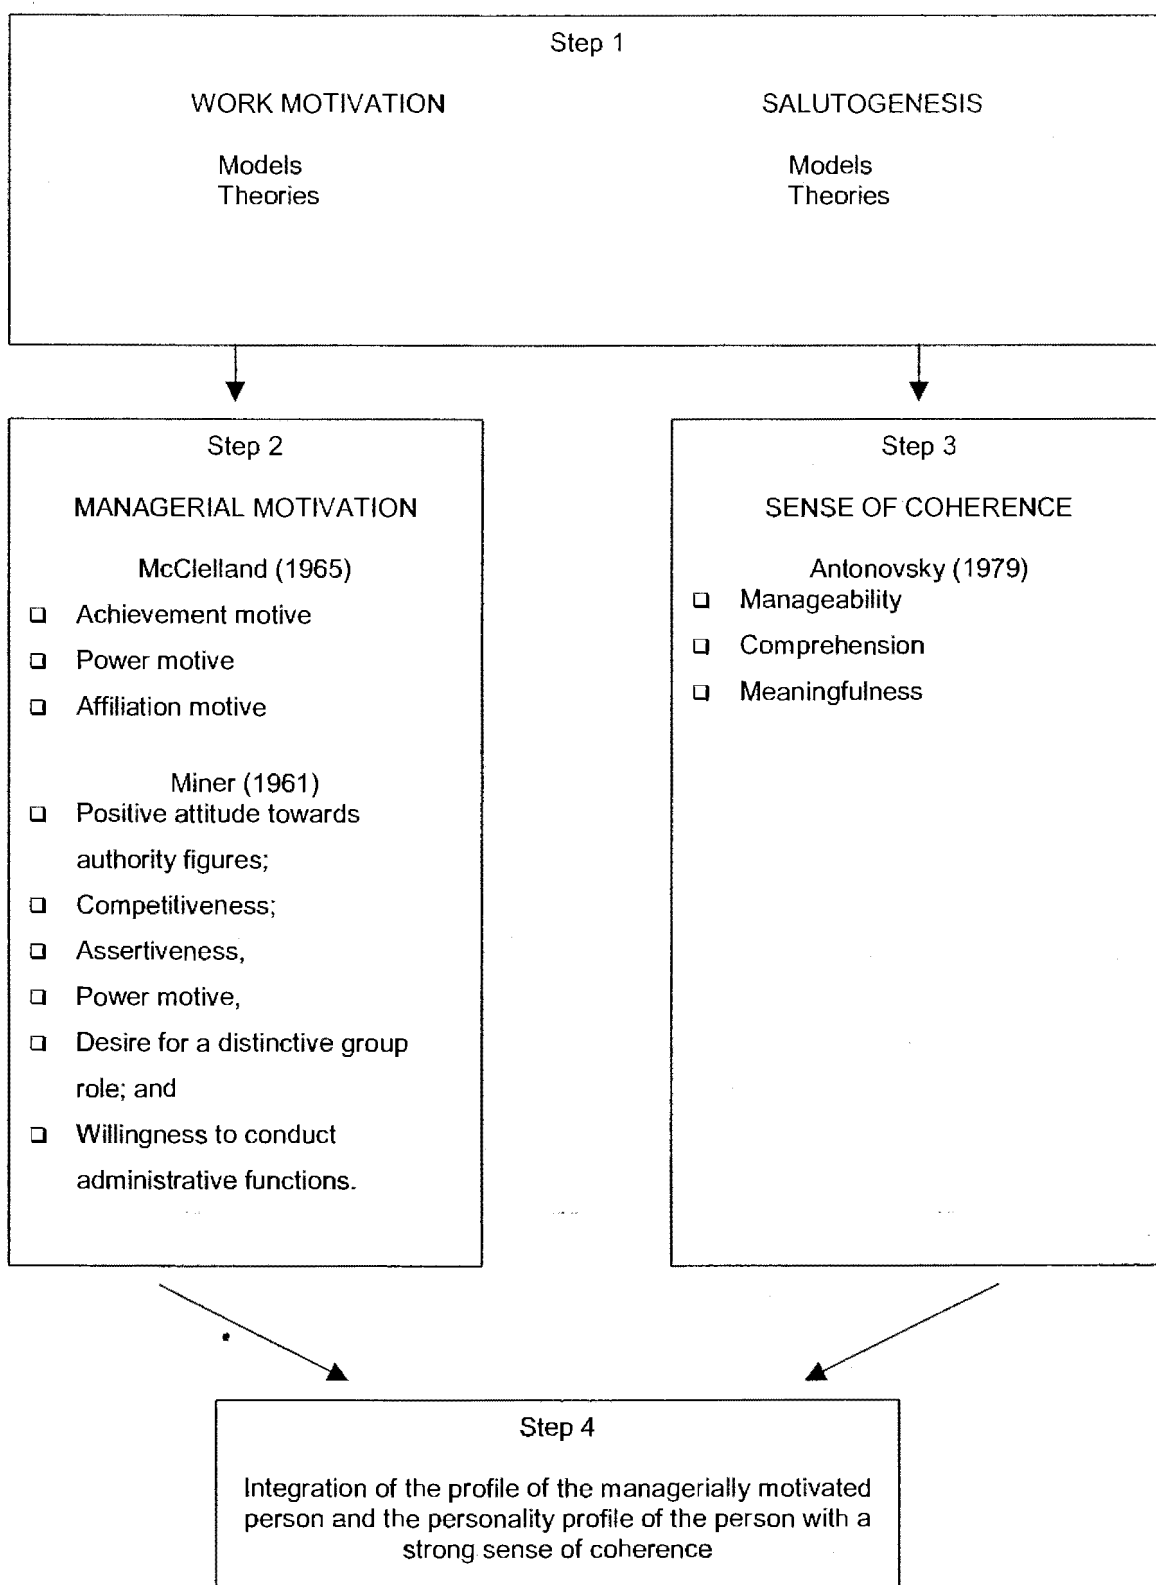 Step 1
WORK MOTIVATION
SALUTOGENESIS
Models
Theories
Models
Theories
Step 2
MANAGERIAL MOTIVATION
McClelland (1965)
❑ Achievement motive
❑ Power motive
❑ Affiliation motive
Miner (1961)
❑ Positive attitude towards
authority figures;
❑ Competitiveness;
❑ Assertiveness,
❑ Power motive,
❑ Desire for a distinctive group
role; and
❑ Willingness to conduct
administrative functions.
Step 3
SENSE OF COHERENCE
Antonovsky (1979)
❑ Manageability
❑ Comprehension
❑ Meaningfulness
Step 4
Integration of the profile of the managerially motivated
person and the personality profile of the person with a
strong sense of coherence